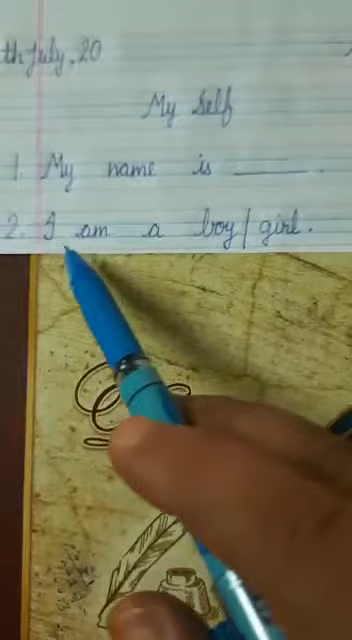 th July, 20
My Self
1. My name is ______.
2. I am a boy/girl.